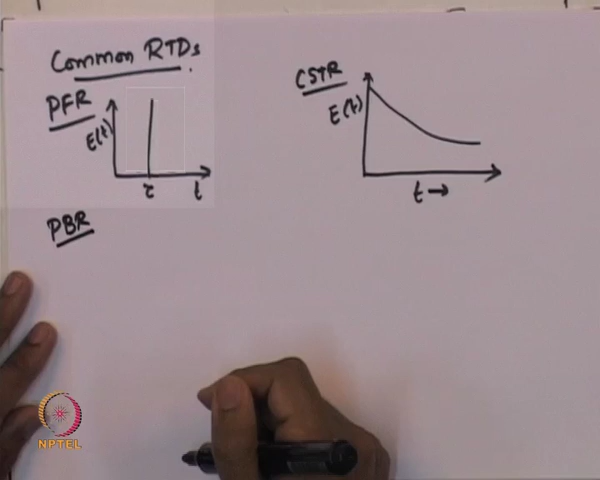 Common RTDs.
PFR
E(t)
τ
t
CSTR
E(t)
t →
PBR
NPTEL